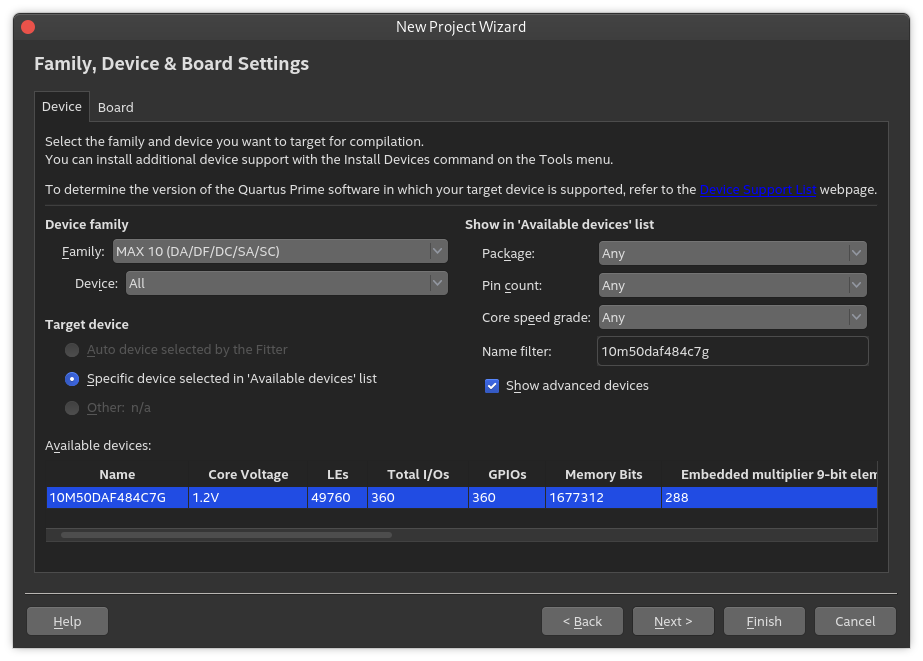 New Project Wizard
Family, Device & Board Settings
Device Board
Select the family and device you want to target for compilation.
You can install additional device support with the Install Devices command on the Tools menu.
To determine the version of the Quartus Prime software in which your target device is supported, refer to the Device Support List webpage.
Device family
Family: MAX 10 (DA/DF/DC/SA/SC)
Device: All
Target device
Auto device selected by the Fitter
Specific device selected in 'Available devices' list
Other: n/a
Show in 'Available devices' list
Package: Any
Pin count: Any
Core speed grade: Any
Name filter: 10m50daf484c7g
Show advanced devices
Available devices:
Name Core Voltage LEs Total I/Os GPIOs Memory Bits Embedded multiplier 9-bit elem
10M50DAF484C7G 1.2V 49760 360 360 1677312 288
Help < Back Next > Finish Cancel